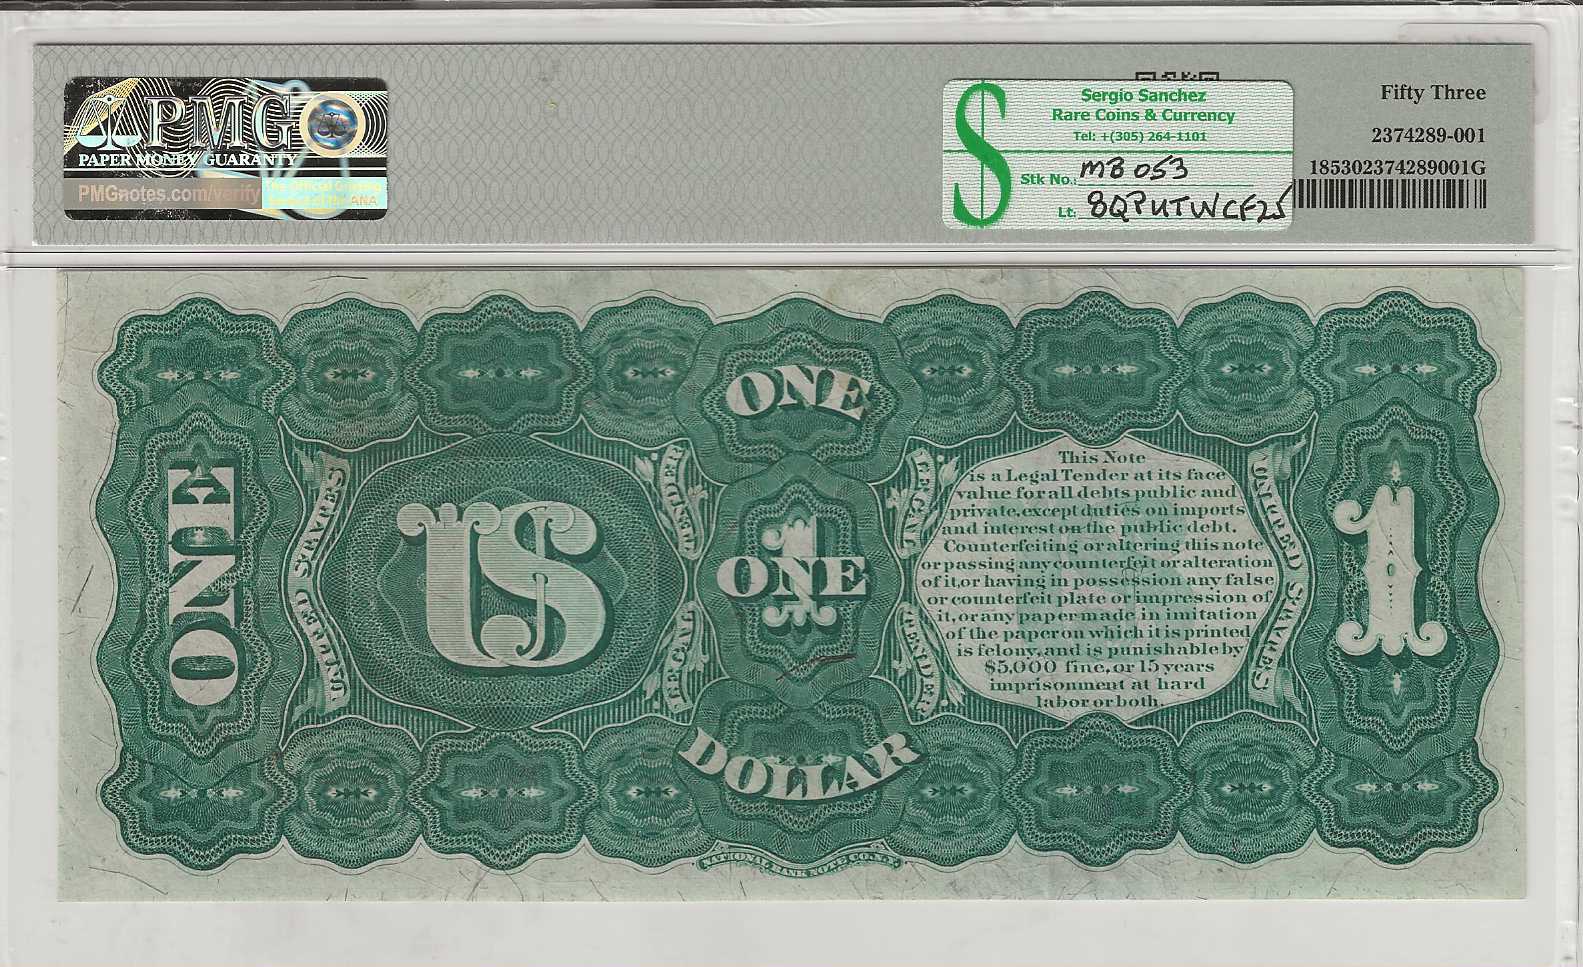 PMG
PAPER MONEY GUARANTY
PMGnotes.com/verify
The Official Grading
Service of the ANA
Sergio Sanchez
Rare Coins & Currency
Tel: +(305) 264-1101
Stk No.: MB 053
Lt: 8QPUTWCF25
Fifty Three
2374289-001
185302374289001G
ONE
UNITED STATES
US
LEGAL TENDER
ONE
1
ONE
DOLLAR
LEGAL TENDER
This Note
is a Legal Tender at its face
value for all debts public and
private, except duties on imports
and interest on the public debt.
Counterfeiting or altering this note
or passing any counterfeit or alteration
of it, or having in possession any false
or counterfeit plate or impression of
it, or any paper made in imitation
of the paper on which it is printed
is felony, and is punishable by
$5,000 fine, or 15 years
imprisonment at hard
labor or both.
UNITED STATES
1
NATIONAL BANK NOTE CO. N.Y.